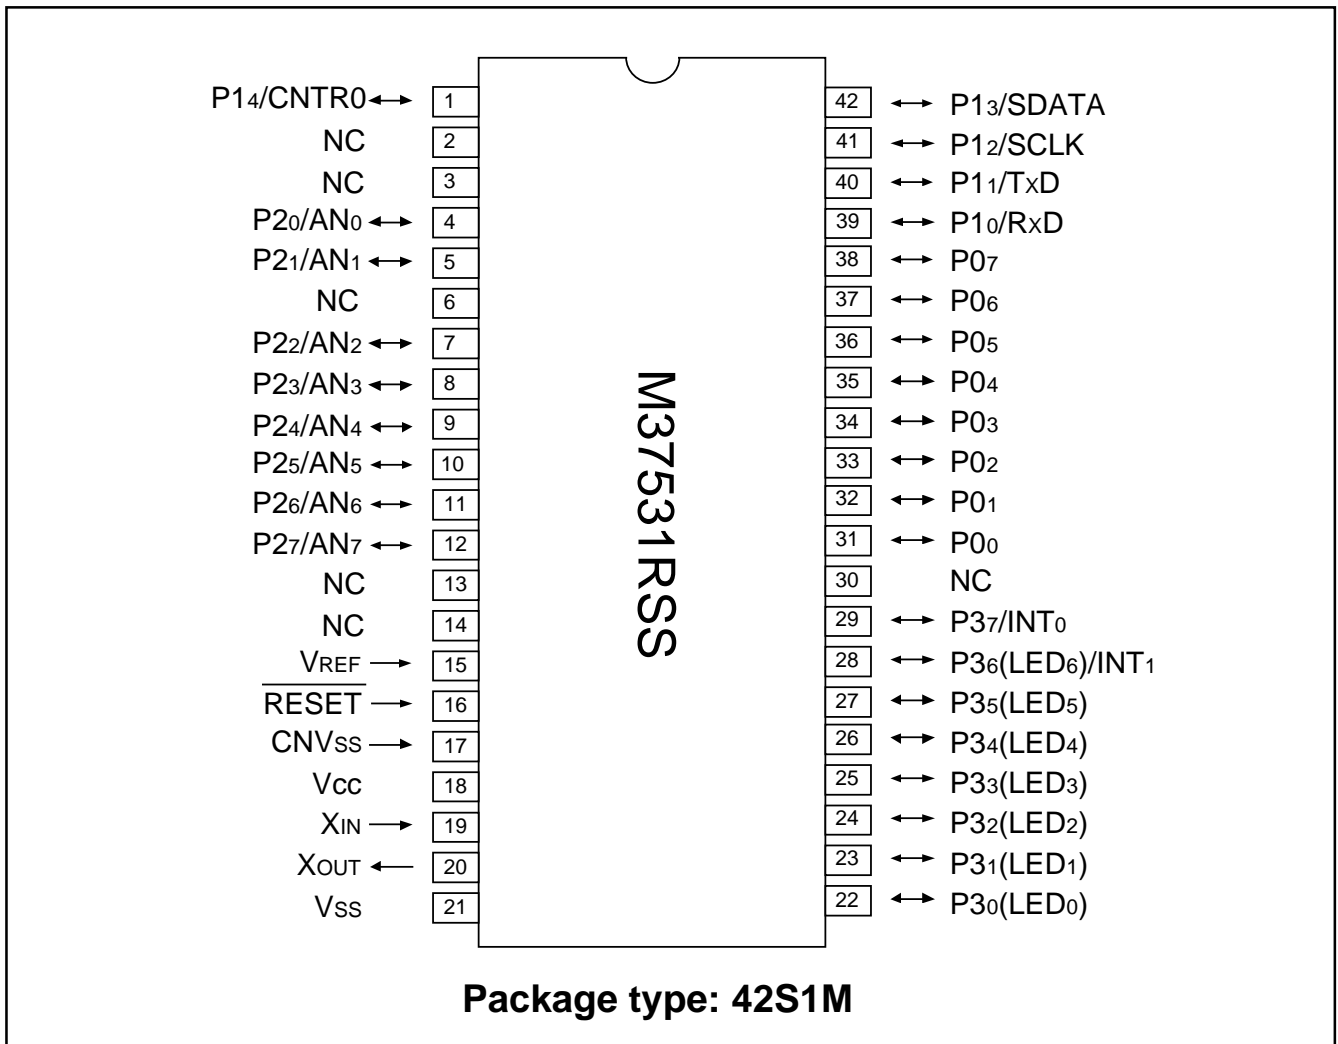 P14/CNTR0 1
NC 2
NC 3
P20/AN0 4
P21/AN1 5
NC 6
P22/AN2 7
P23/AN3 8
P24/AN4 9
P25/AN5 10
P26/AN6 11
P27/AN7 12
NC 13
NC 14
VREF 15
RESET 16
CNVSS 17
Vcc 18
XIN 19
XOUT 20
VSS 21
M37531RSS
42 P13/SDATA
41 P12/SCLK
40 P11/TxD
39 P10/RxD
38 P07
37 P06
36 P05
35 P04
34 P03
33 P02
32 P01
31 P00
30 NC
29 P37/INT0
28 P36(LED6)/INT1
27 P35(LED5)
26 P34(LED4)
25 P33(LED3)
24 P32(LED2)
23 P31(LED1)
22 P30(LED0)
Package type: 42S1M